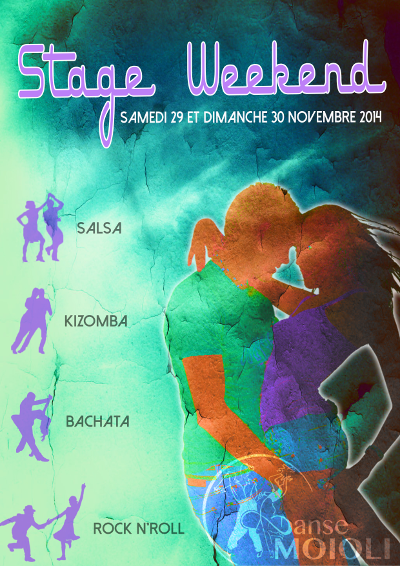 Stage Weekend
SAMEDI 29 ET DIMANCHE 30 NOVEMBRE 2014
SALSA
KIZOMBA
BACHATA
ROCK N'ROLL
Danse
MOIOLI